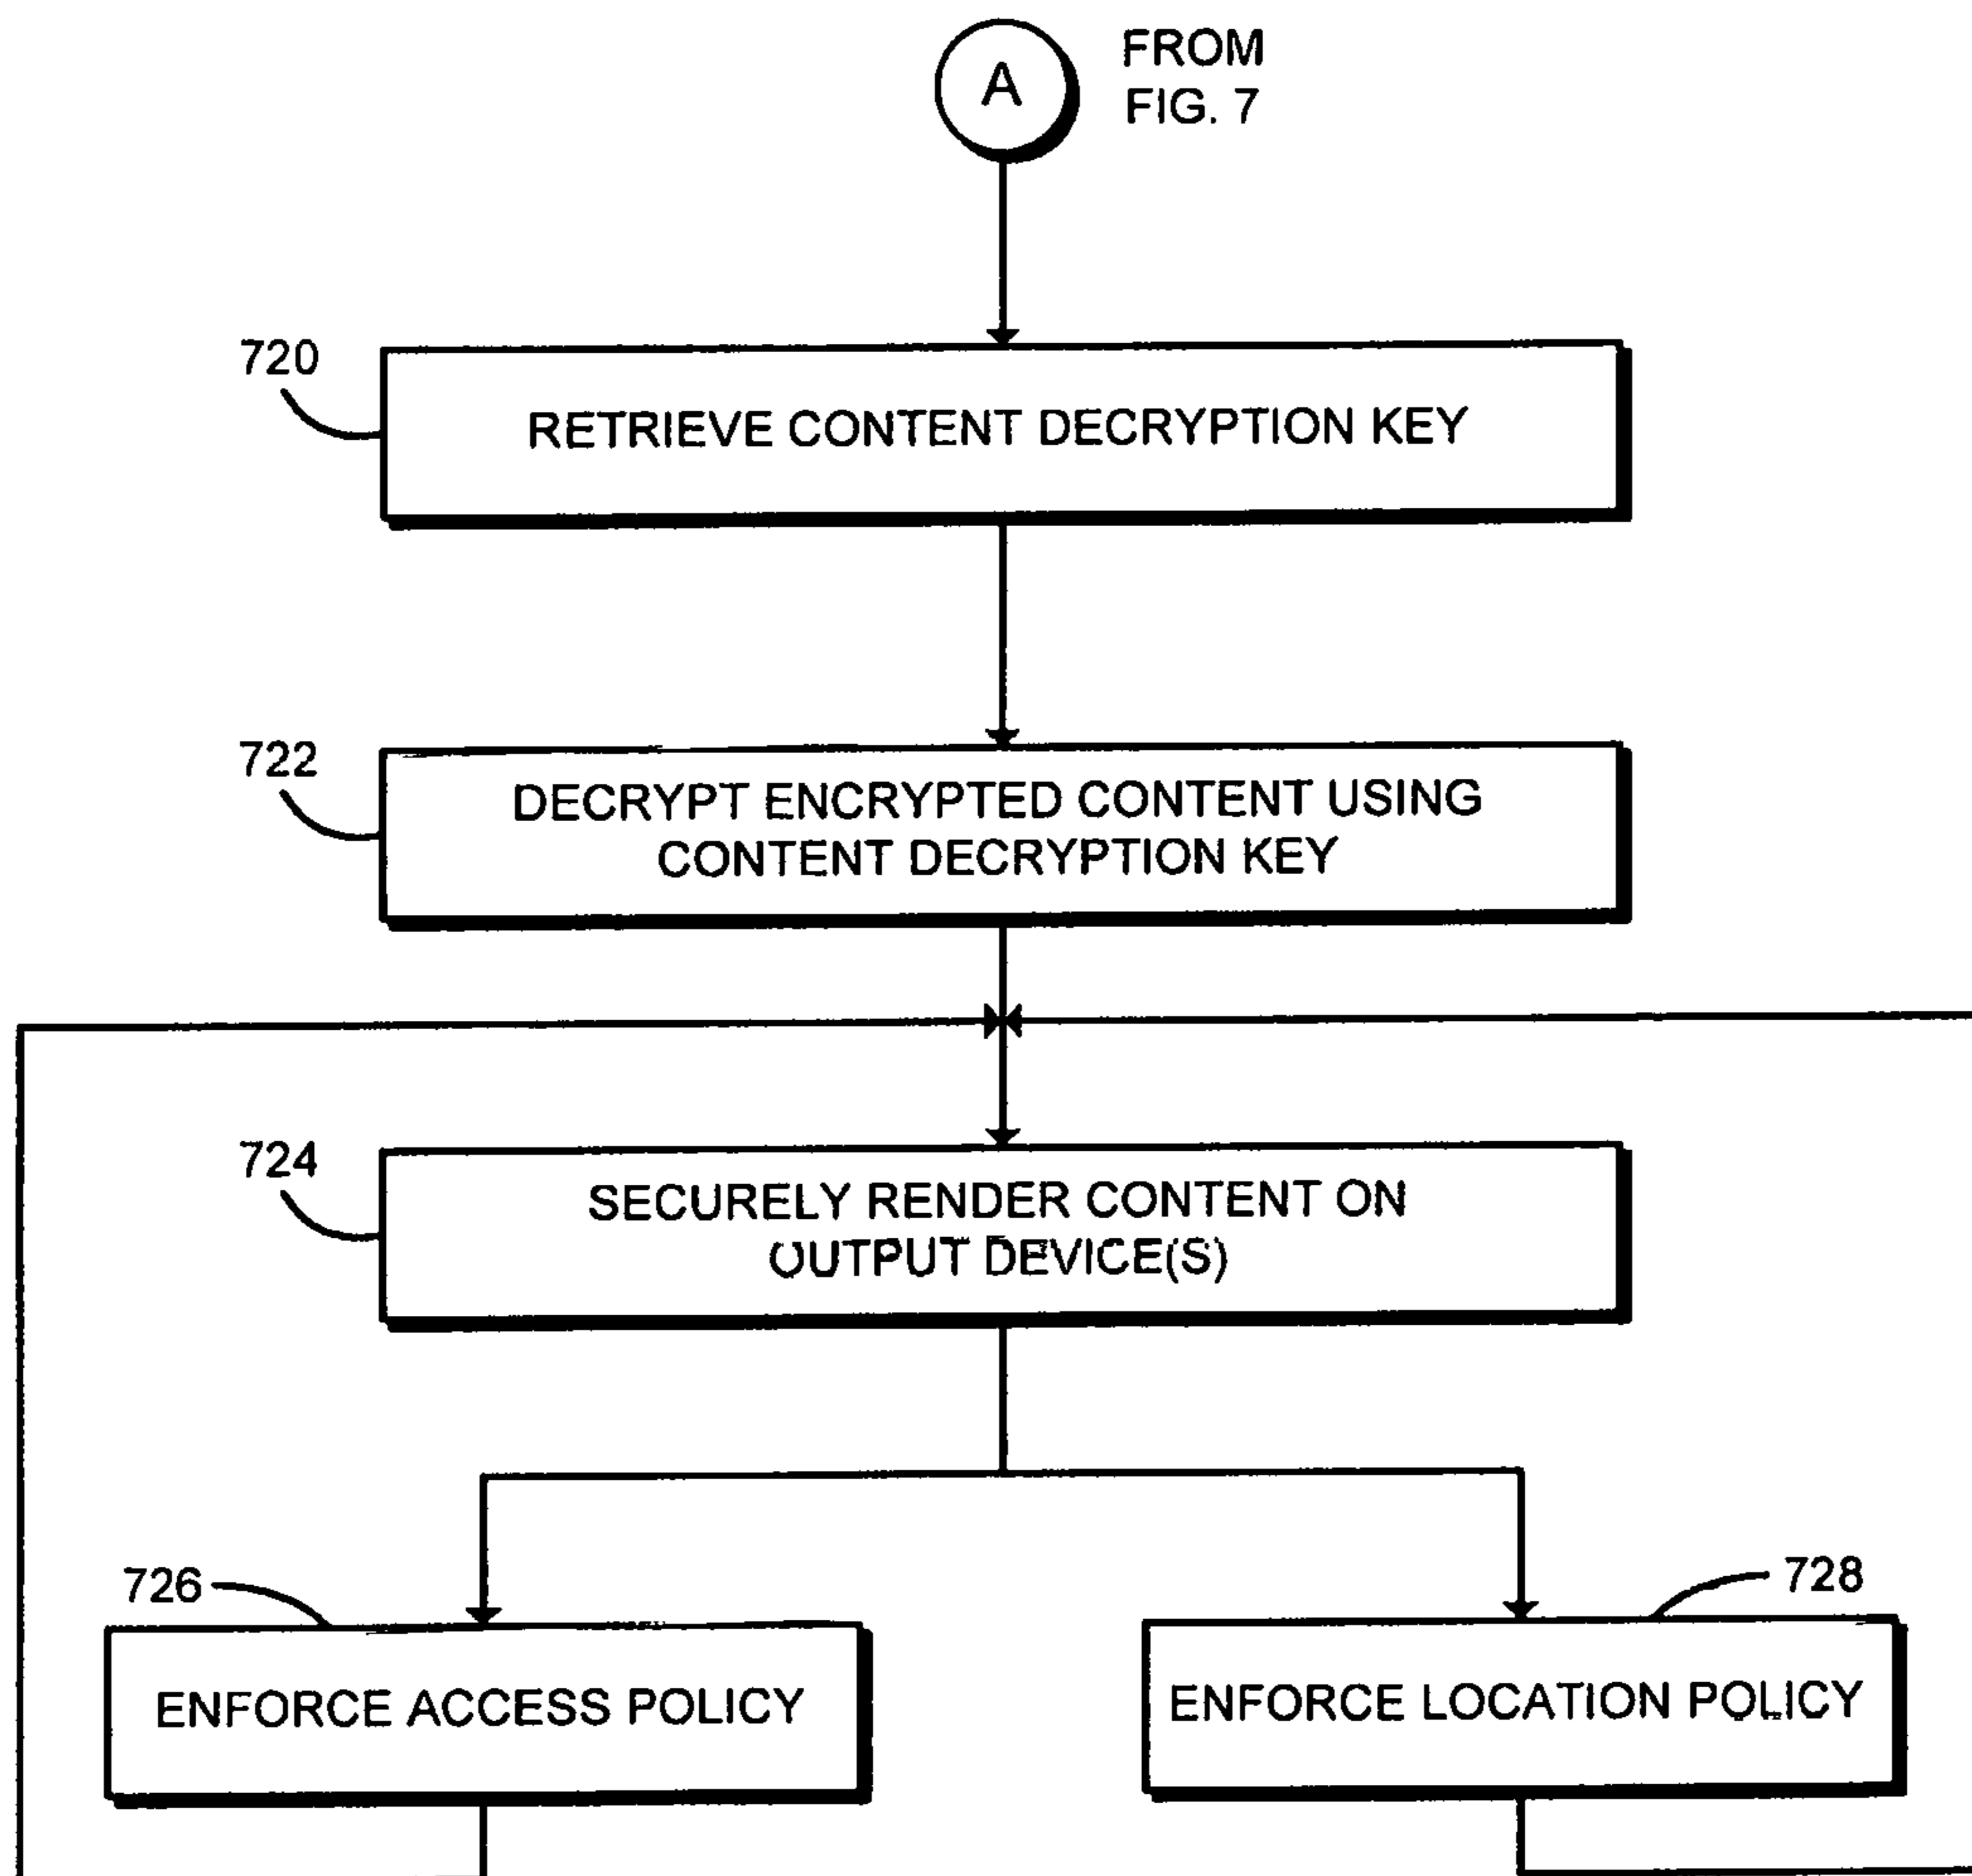 A
FROM
FIG. 7
720
RETRIEVE CONTENT DECRYPTION KEY
722
DECRYPT ENCRYPTED CONTENT USING
CONTENT DECRYPTION KEY
724
SECURELY RENDER CONTENT ON
OUTPUT DEVICE(S)
726
728
ENFORCE ACCESS POLICY
ENFORCE LOCATION POLICY